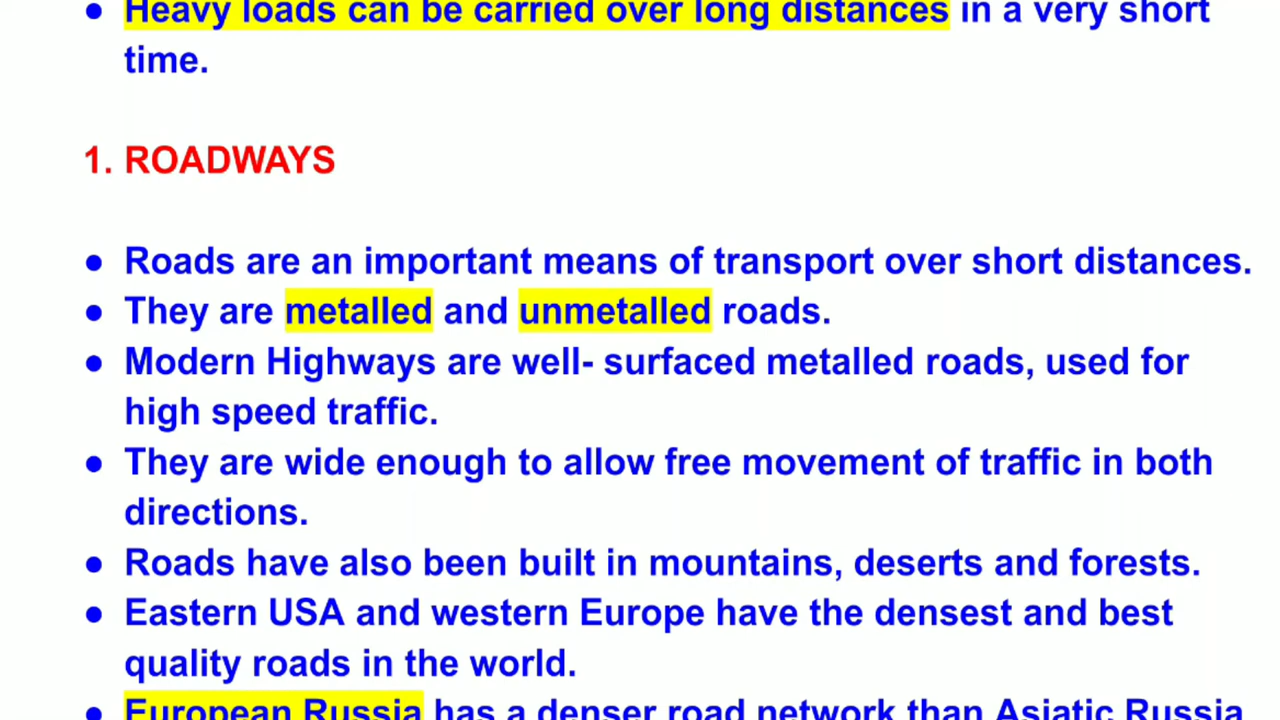 ● Heavy loads can be carried over long distances in a very short
time.
1. ROADWAYS
● Roads are an important means of transport over short distances.
● They are metalled and unmetalled roads.
● Modern Highways are well- surfaced metalled roads, used for
high speed traffic.
● They are wide enough to allow free movement of traffic in both
directions.
● Roads have also been built in mountains, deserts and forests.
● Eastern USA and western Europe have the densest and best
quality roads in the world.
● European Russia has a denser road network than Asiatic Russia